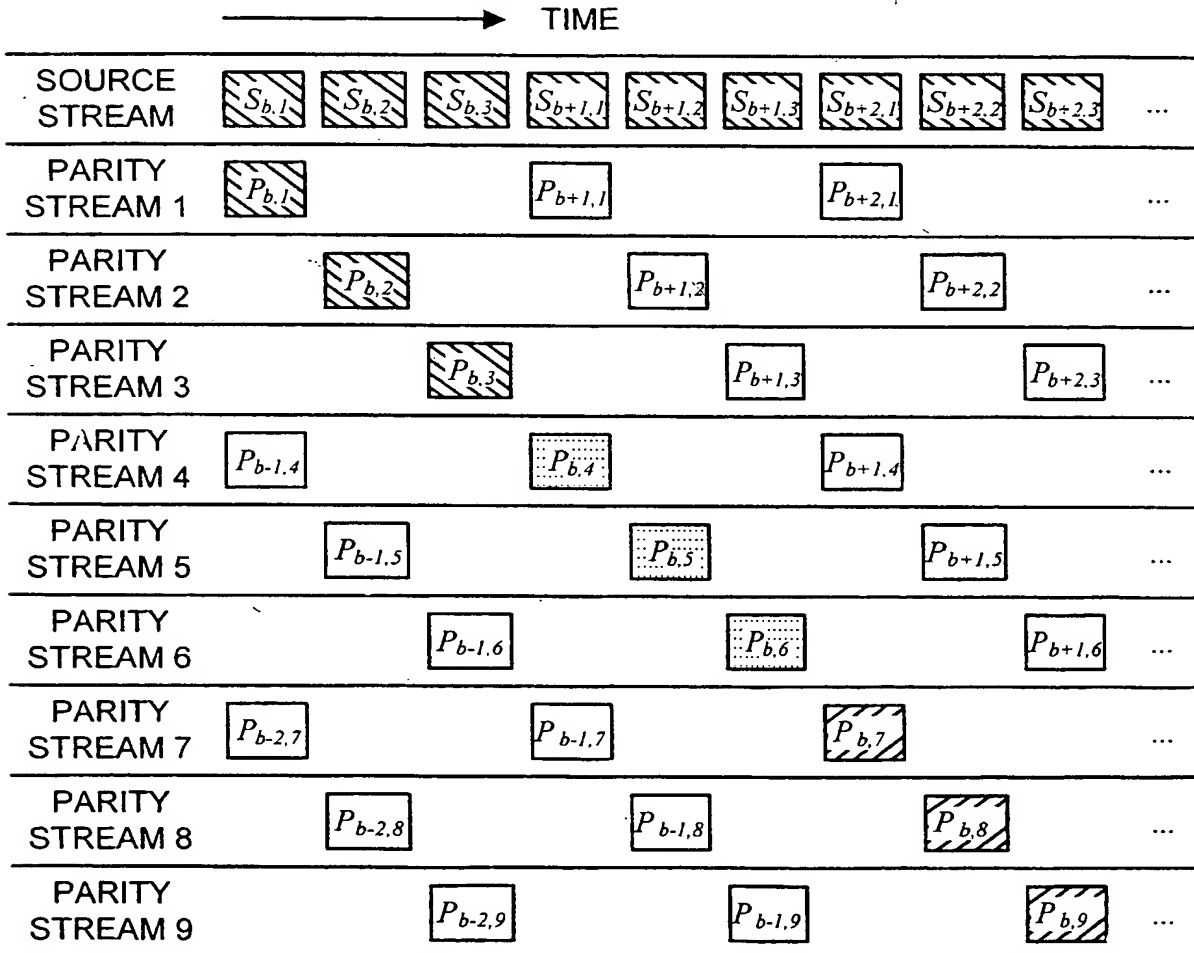 TIME
SOURCE STREAM S_{b,1} S_{b,2} S_{b,3} S_{b+1,1} S_{b+1,2} S_{b+1,3} S_{b+2,1} S_{b+2,2} S_{b+2,3} ...
PARITY STREAM 1 P_{b,1} P_{b+1,1} P_{b+2,1} ...
PARITY STREAM 2 P_{b,2} P_{b+1,2} P_{b+2,2} ...
PARITY STREAM 3 P_{b,3} P_{b+1,3} P_{b+2,3} ...
PARITY STREAM 4 P_{b-1,4} P_{b,4} P_{b+1,4} ...
PARITY STREAM 5 P_{b-1,5} P_{b,5} P_{b+1,5} ...
PARITY STREAM 6 P_{b-1,6} P_{b,6} P_{b+1,6} ...
PARITY STREAM 7 P_{b-2,7} P_{b-1,7} P_{b,7} ...
PARITY STREAM 8 P_{b-2,8} P_{b-1,8} P_{b,8} ...
PARITY STREAM 9 P_{b-2,9} P_{b-1,9} P_{b,9} ...